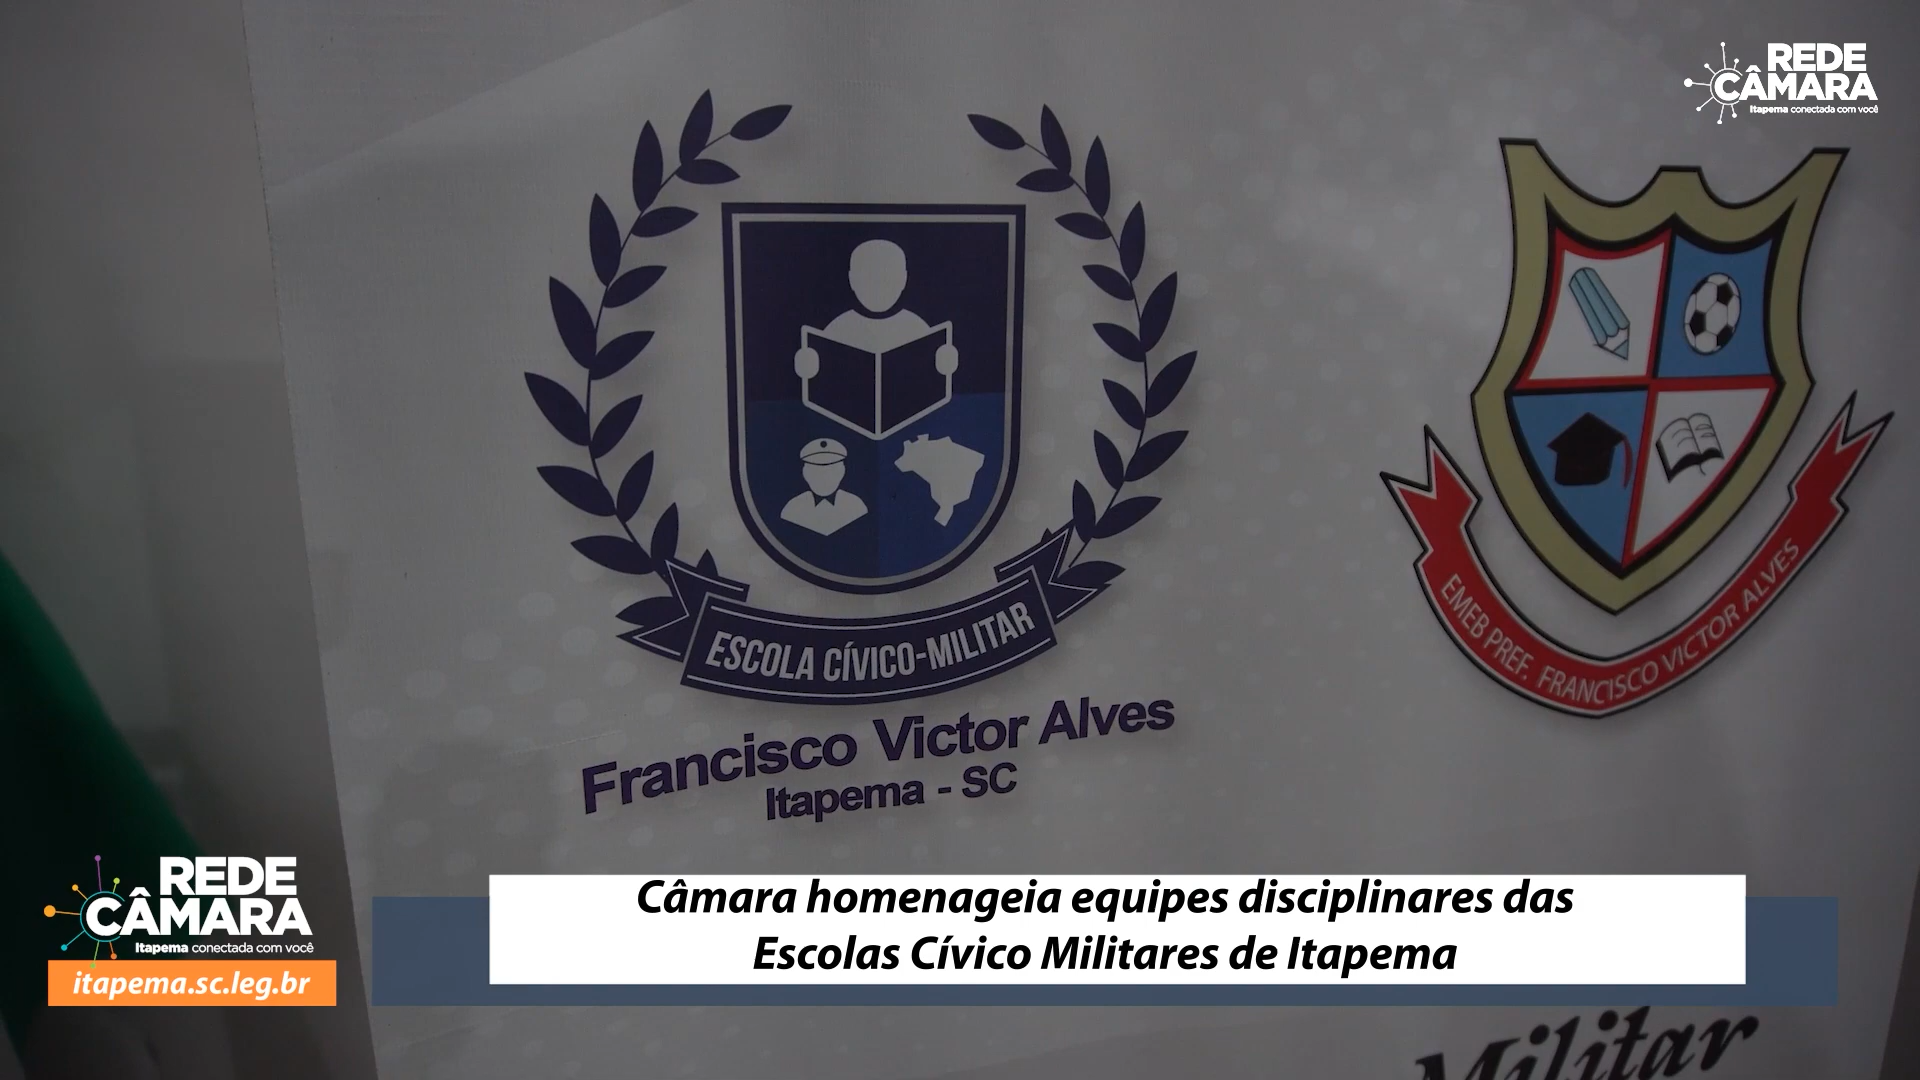 REDE
CÂMARA
Itapema conectada com você
ESCOLA CÍVICO-MILITAR
EMEB PREF. FRANCISCO VICTOR ALVES
Francisco Victor Alves
Itapema - SC
REDE
CÂMARA
Itapema conectada com você
itapema.sc.leg.br
Câmara homenageia equipes disciplinares das
Escolas Cívico Militares de Itapema
Militar